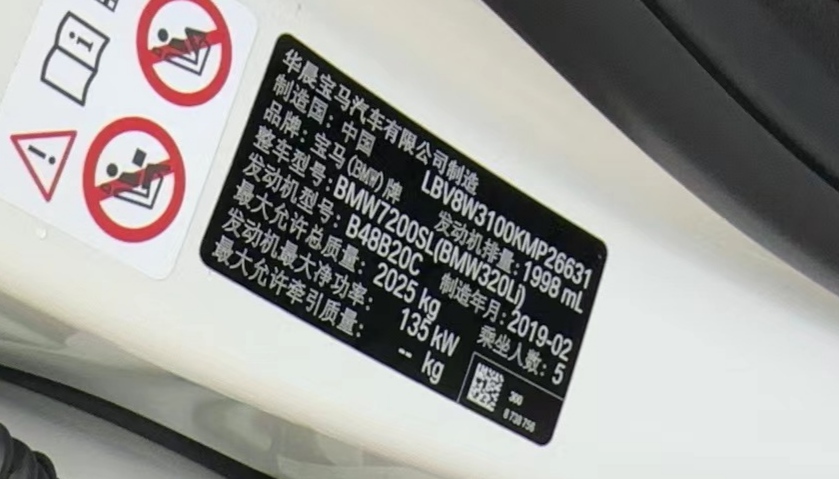 华晨宝马汽车有限公司制造
制造国：中国 LBV8W3100KMP26631
品牌：宝马(BMW)牌 发动机排量：1998 mL
整车型号：BMW7200SL(BMW320Li)
发动机型号：B48B20C 制造年月：2019-02
最大允许总质量： 2025 kg 乘坐人数：5
发动机最大净功率： 135 kW
最大允许牵引质量： -- kg
300
8 738 756